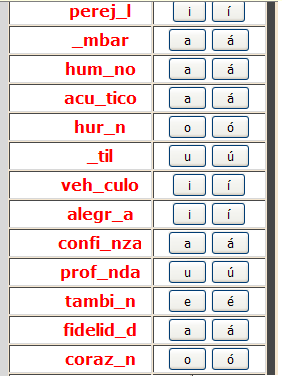 perej_l i í
_mbar a á
hum_no a á
acu_tico a á
hur_n o ó
_til u ú
veh_culo i í
alegr_a i í
confi_nza a á
prof_nda u ú
tambi_n e é
fidelid_d a á
coraz_n o ó